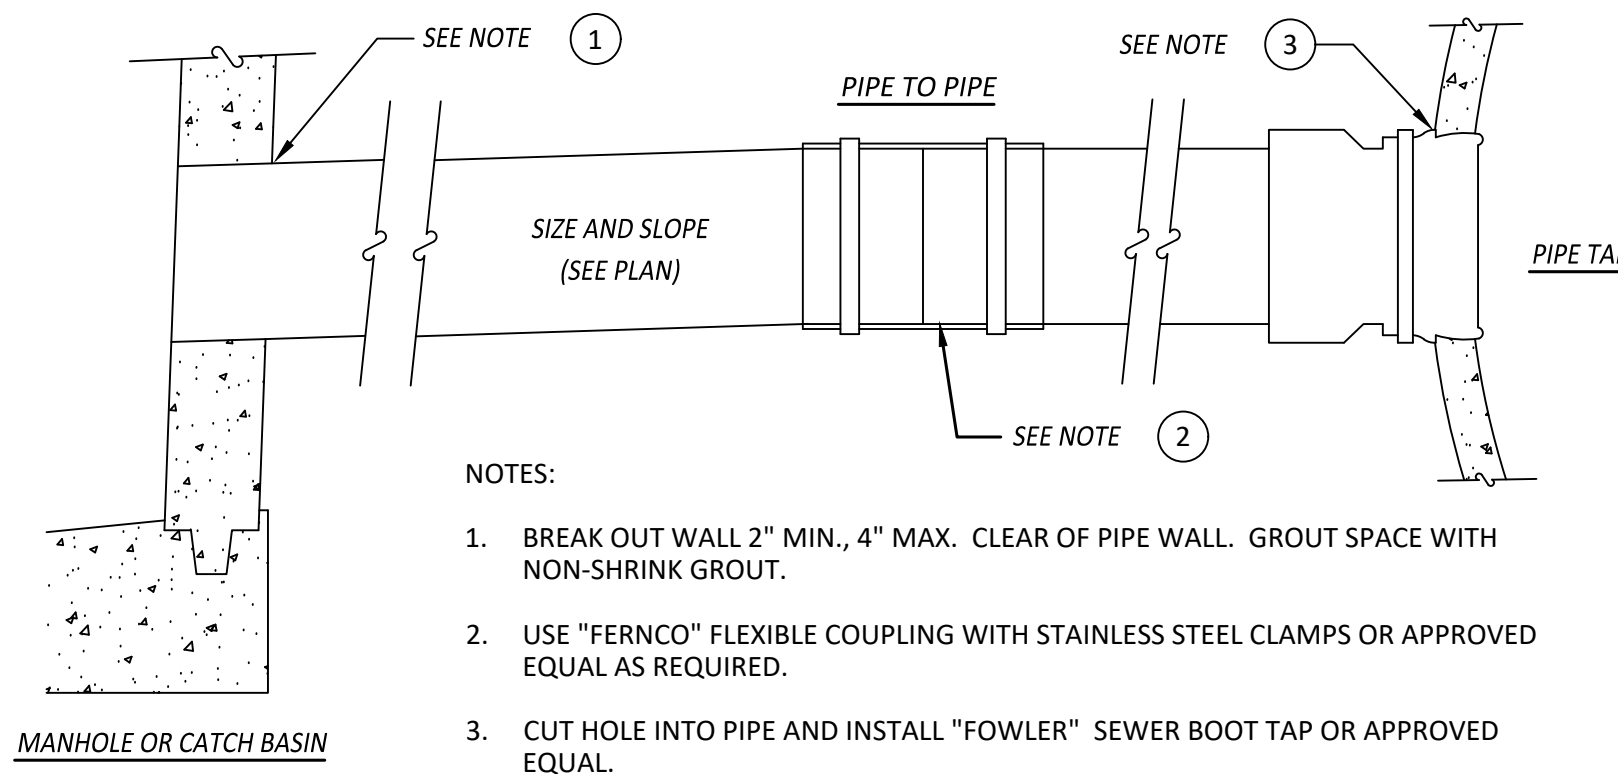 SEE NOTE 1
SEE NOTE 3
PIPE TO PIPE
SIZE AND SLOPE
(SEE PLAN)
PIPE TA
SEE NOTE 2
NOTES:
1. BREAK OUT WALL 2" MIN., 4" MAX. CLEAR OF PIPE WALL. GROUT SPACE WITH
NON-SHRINK GROUT.
2. USE "FERNCO" FLEXIBLE COUPLING WITH STAINLESS STEEL CLAMPS OR APPROVED
EQUAL AS REQUIRED.
3. CUT HOLE INTO PIPE AND INSTALL "FOWLER" SEWER BOOT TAP OR APPROVED
EQUAL.
MANHOLE OR CATCH BASIN